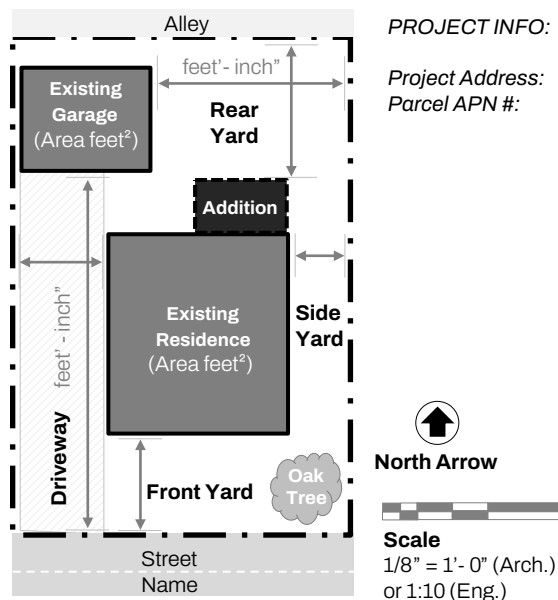 Alley
PROJECT INFO:
Project Address:
Parcel APN #:
feet'- inch"
Existing
Garage
(Area feet²)
Rear
Yard
Addition
Existing
Residence
(Area feet²)
Side
Yard
feet' - inch"
Driveway
Front Yard
Oak
Tree
North Arrow
Scale
1/8" = 1'- 0" (Arch.)
or 1:10 (Eng.)
Street
Name